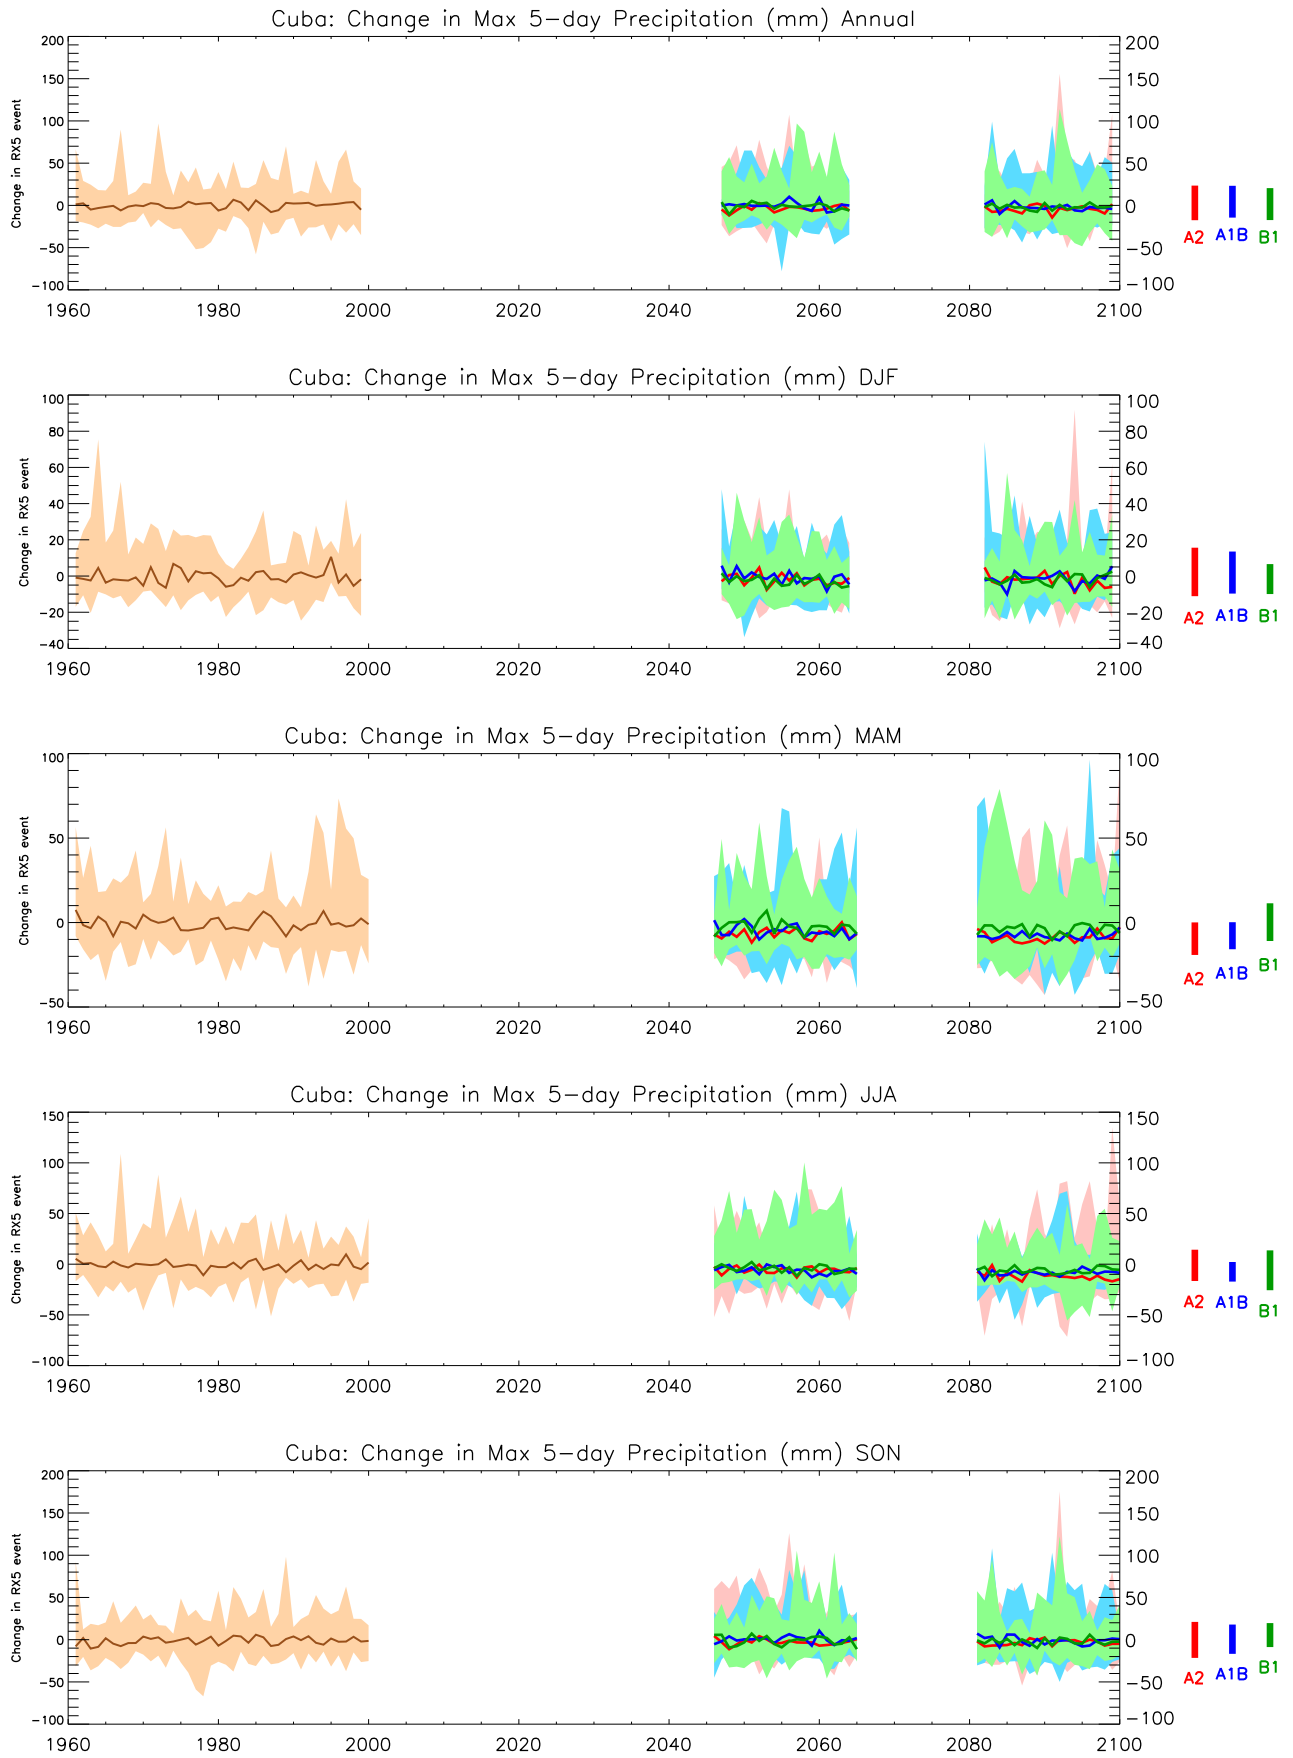 Cuba: Change in Max 5-day Precipitation (mm) Annual
200 200
150 150
100 100
50 50
0 0
-50 -50
-100 -100
Change in RX5 event
A2 A1B B1
1960 1980 2000 2020 2040 2060 2080 2100
Cuba: Change in Max 5-day Precipitation (mm) DJF
100 100
80 80
60 60
40 40
20 20
0 0
-20 -20
-40 -40
Change in RX5 event
A2 A1B B1
1960 1980 2000 2020 2040 2060 2080 2100
Cuba: Change in Max 5-day Precipitation (mm) MAM
100 100
50 50
0 0
-50 -50
Change in RX5 event
A2 A1B B1
1960 1980 2000 2020 2040 2060 2080 2100
Cuba: Change in Max 5-day Precipitation (mm) JJA
150 150
100 100
50 50
0 0
-50 -50
-100 -100
Change in RX5 event
A2 A1B B1
1960 1980 2000 2020 2040 2060 2080 2100
Cuba: Change in Max 5-day Precipitation (mm) SON
200 200
150 150
100 100
50 50
0 0
-50 -50
-100 -100
Change in RX5 event
A2 A1B B1
1960 1980 2000 2020 2040 2060 2080 2100